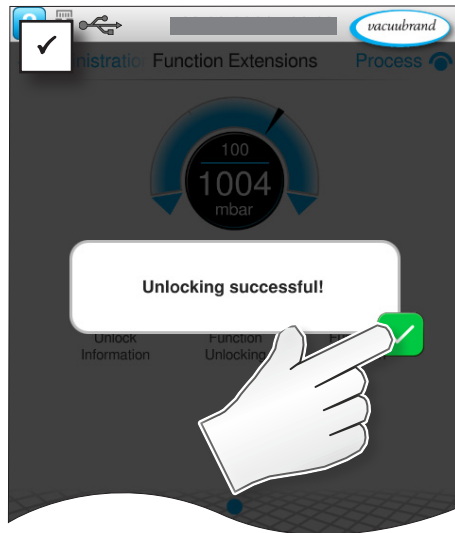 vacuubrand
nistratio Function Extensions Process
100
1004
mbar
Unlocking successful!
Unlock Function
Information Unlocking